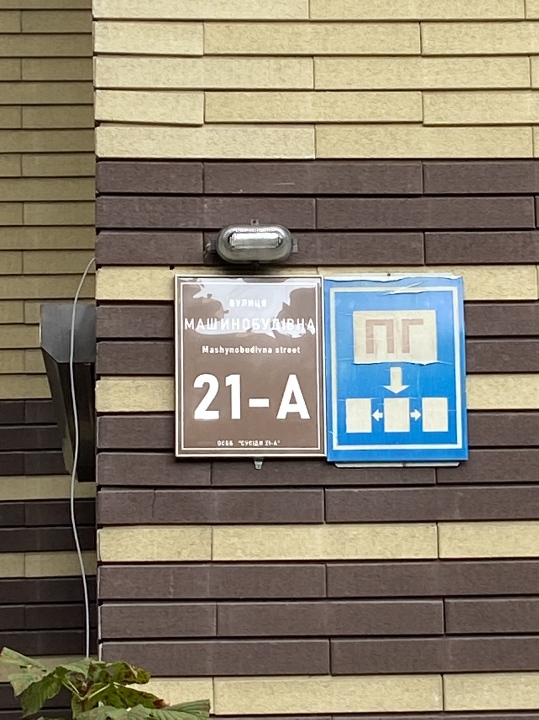 вулиця
МАШИНОБУДІВНА
Mashynobudivna street
21-А
ОСББ "СУСІДИ 21-А"
ПГ